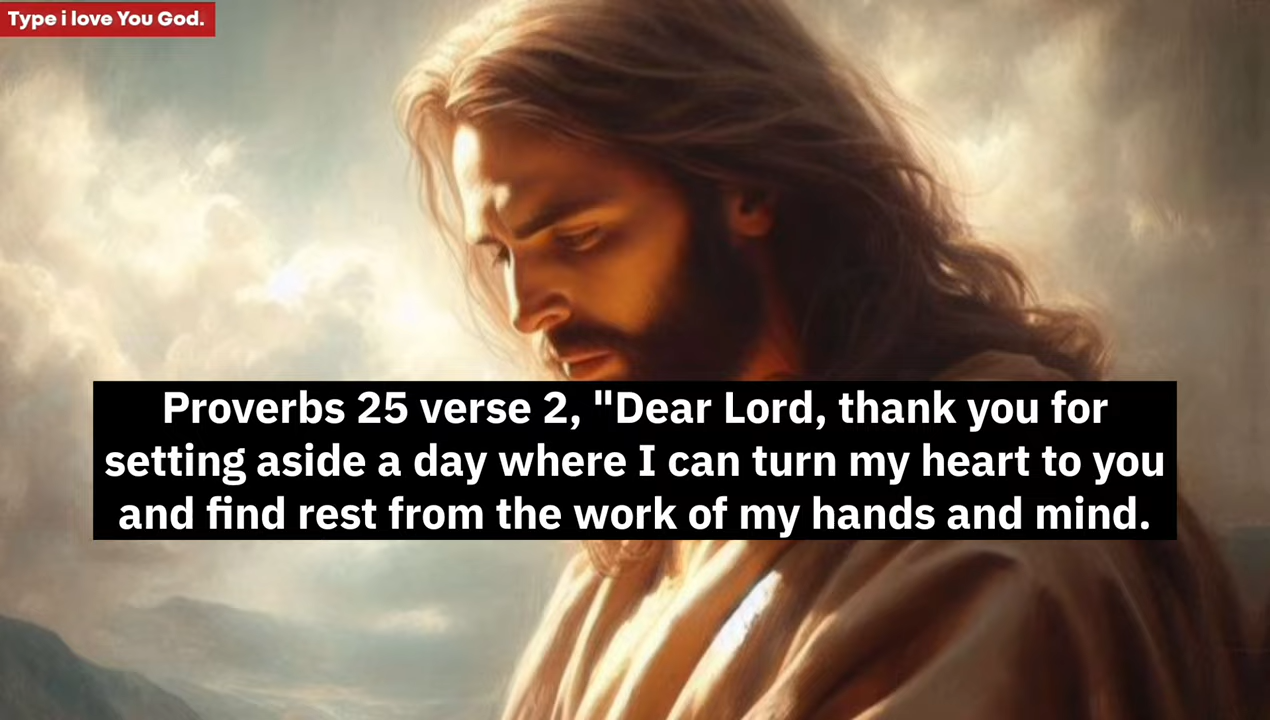 Type i love You God.
Proverbs 25 verse 2, "Dear Lord, thank you for
setting aside a day where I can turn my heart to you
and find rest from the work of my hands and mind.